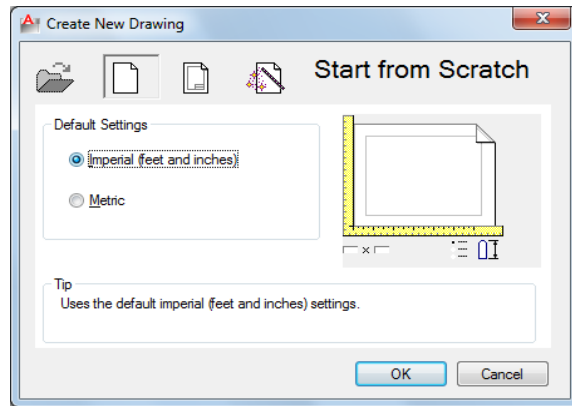 Create New Drawing
Start from Scratch
Default Settings
Imperial (feet and inches)
Metric
Tip
Uses the default imperial (feet and inches) settings.
OK
Cancel